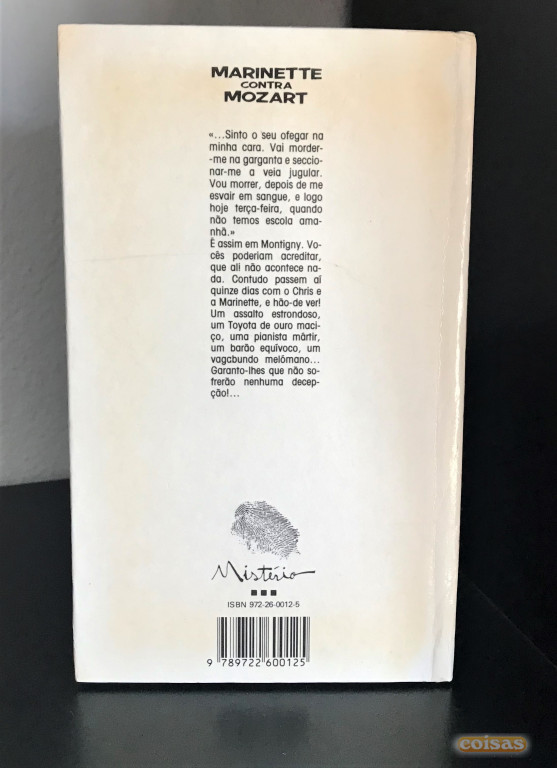 MARINETTE
CONTRA
MOZART
«...Sinto o seu ofegar na
minha cara. Vai morder-
-me na garganta e seccio-
nar-me a veia jugular.
Vou morrer, depois de me
esvair em sangue, e logo
hoje terça-feira, quando
não temos escola ama-
nhã.»
É assim em Montigny. Vo-
cês poderiam acreditar,
que ali não acontece na-
da. Contudo passem aí
quinze dias com o Chris e
a Marinette, e hão-de ver!
Um assalto estrondoso,
um Toyota de ouro maci-
ço, uma pianista mártir,
um barão equívoco, um
vagabundo melômano...
Garanto-lhes que não so-
frerão nenhuma decep-
ção!...
Mistério
ISBN 972-26-0012-5
9 789722 600125
coisas